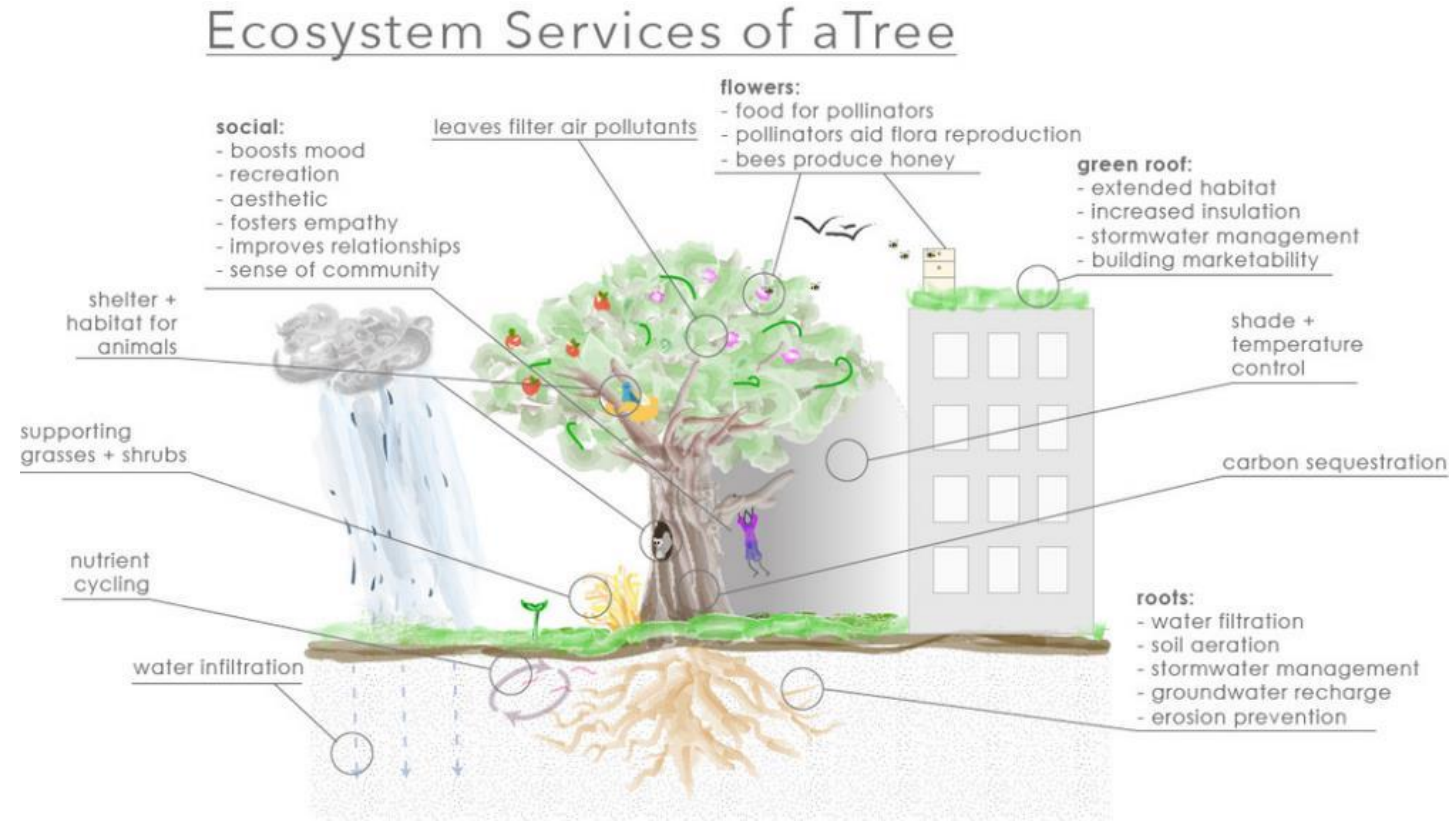 Ecosystem Services of aTree
social:
- boosts mood
- recreation
- aesthetic
- fosters empathy
- improves relationships
- sense of community
leaves filter air pollutants
flowers:
- food for pollinators
- pollinators aid flora reproduction
- bees produce honey
green roof:
- extended habitat
- increased insulation
- stormwater management
- building marketability
shelter +
habitat for
animals
shade +
temperature
control
supporting
grasses + shrubs
carbon sequestration
nutrient
cycling
water infiltration
roots:
- water filtration
- soil aeration
- stormwater management
- groundwater recharge
- erosion prevention